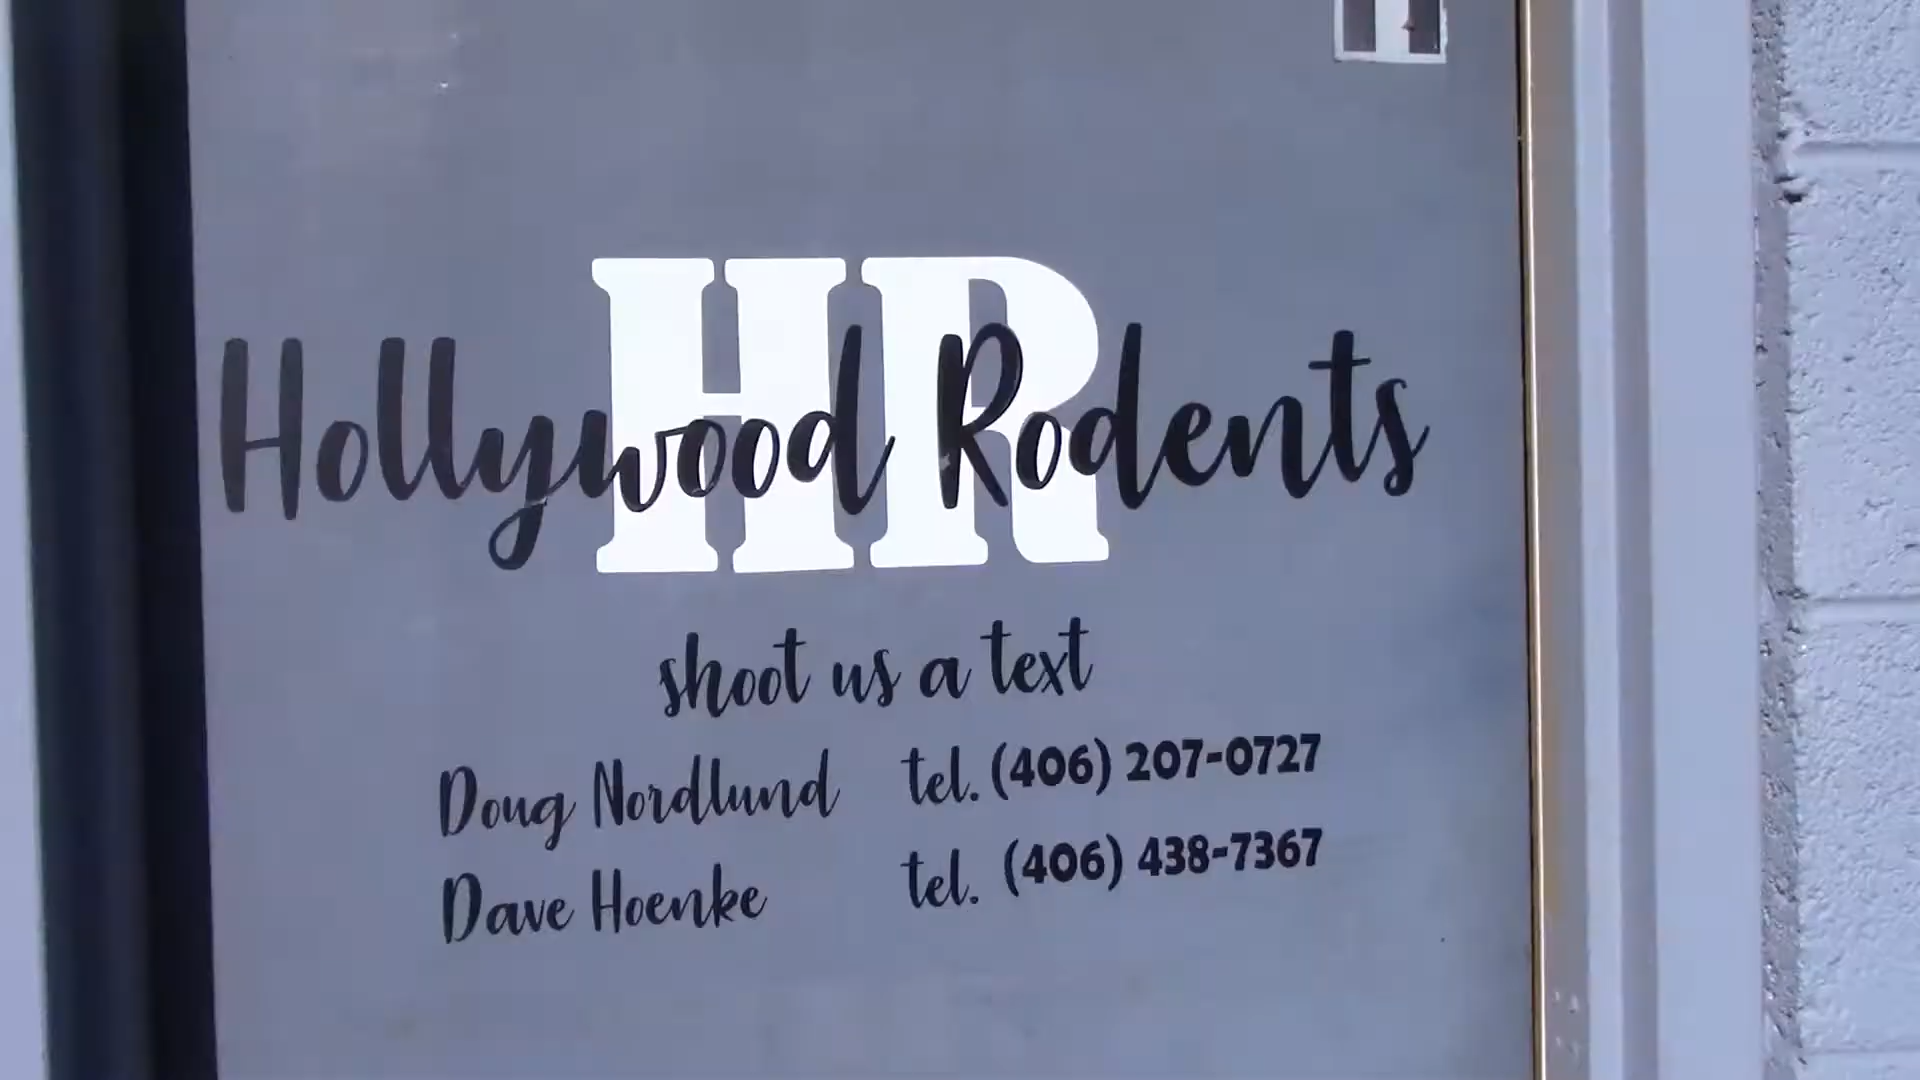 HR
Hollywood Rodents
shoot us a text
Doug Nordlund tel. (406) 207-0727
Dave Hoenke tel. (406) 438-7367